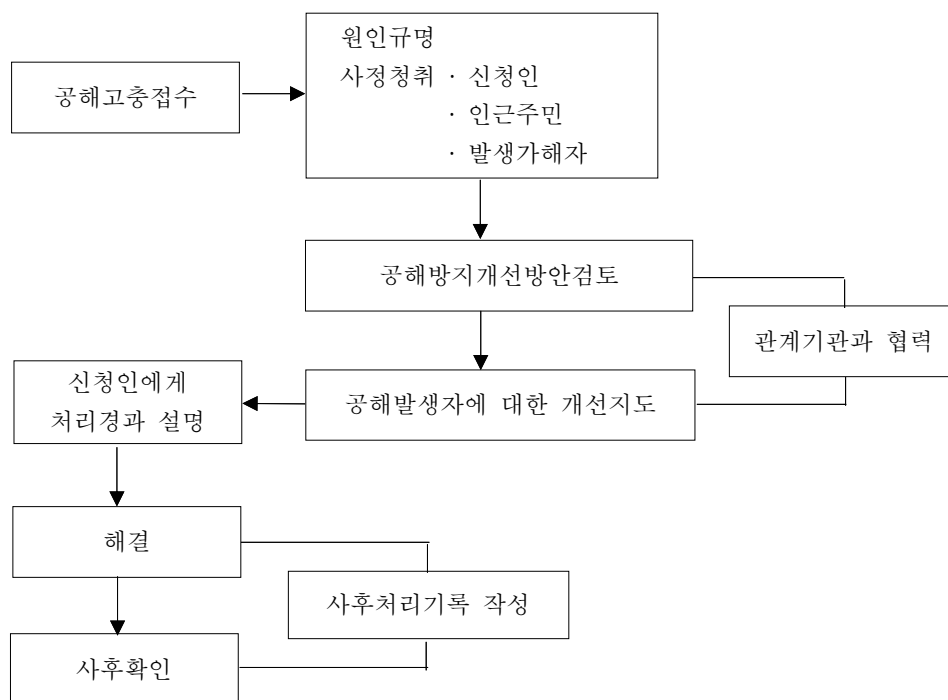 공해고충접수
원인규명
사정청취 · 신청인
· 인근주민
· 발생가해자
공해방지개선방안검토
관계기관과 협력
공해발생자에 대한 개선지도
신청인에게
처리경과 설명
해결
사후처리기록 작성
사후확인